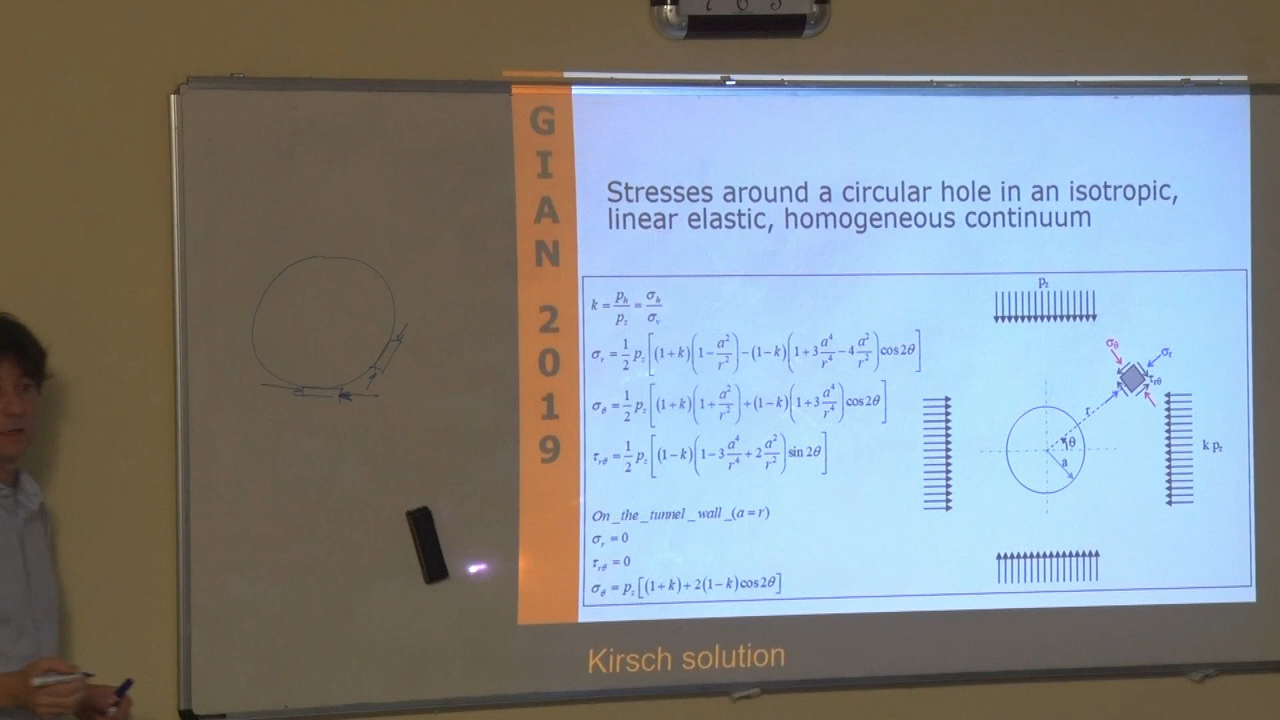 GIAN 2019
Stresses around a circular hole in an isotropic,
linear elastic, homogeneous continuum
k = p_h/p_z = σ_h/σ_v
σ_r = 1/2 p_z [(1+k)(1 − a²/r²) − (1−k)(1 + 3 a⁴/r⁴ − 4 a²/r²) cos 2θ]
σ_θ = 1/2 p_z [(1+k)(1 + a²/r²) + (1−k)(1 + 3 a⁴/r⁴) cos 2θ]
τ_rθ = 1/2 p_z [(1−k)(1 − 3 a⁴/r⁴ + 2 a²/r²) sin 2θ]
On_the_tunnel_wall_(a=r)
σ_r = 0
τ_rθ = 0
σ_θ = p_z [(1+k) + 2(1−k) cos 2θ]
p_z
σ_θ
σ_r
τ_rθ
r
θ
a
k p_z
Kirsch solution